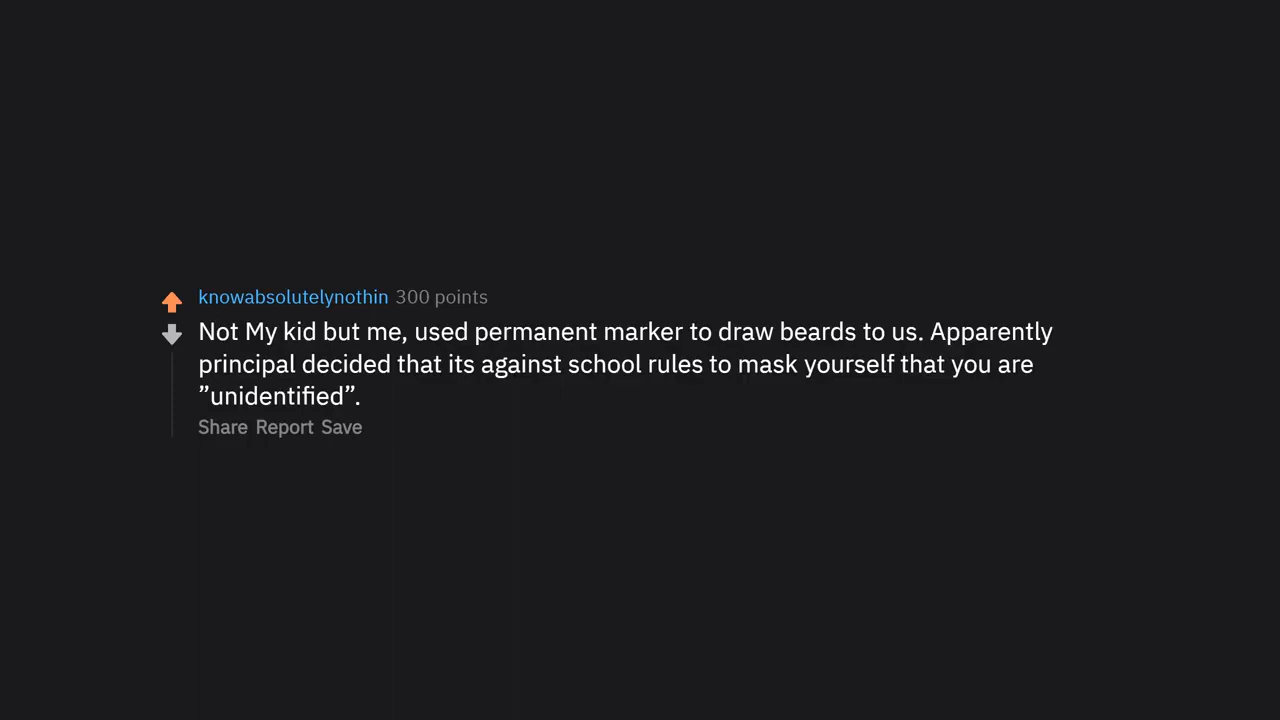 knowabsolutelynothin 300 points
Not My kid but me, used permanent marker to draw beards to us. Apparently
principal decided that its against school rules to mask yourself that you are
”unidentified”.
Share Report Save